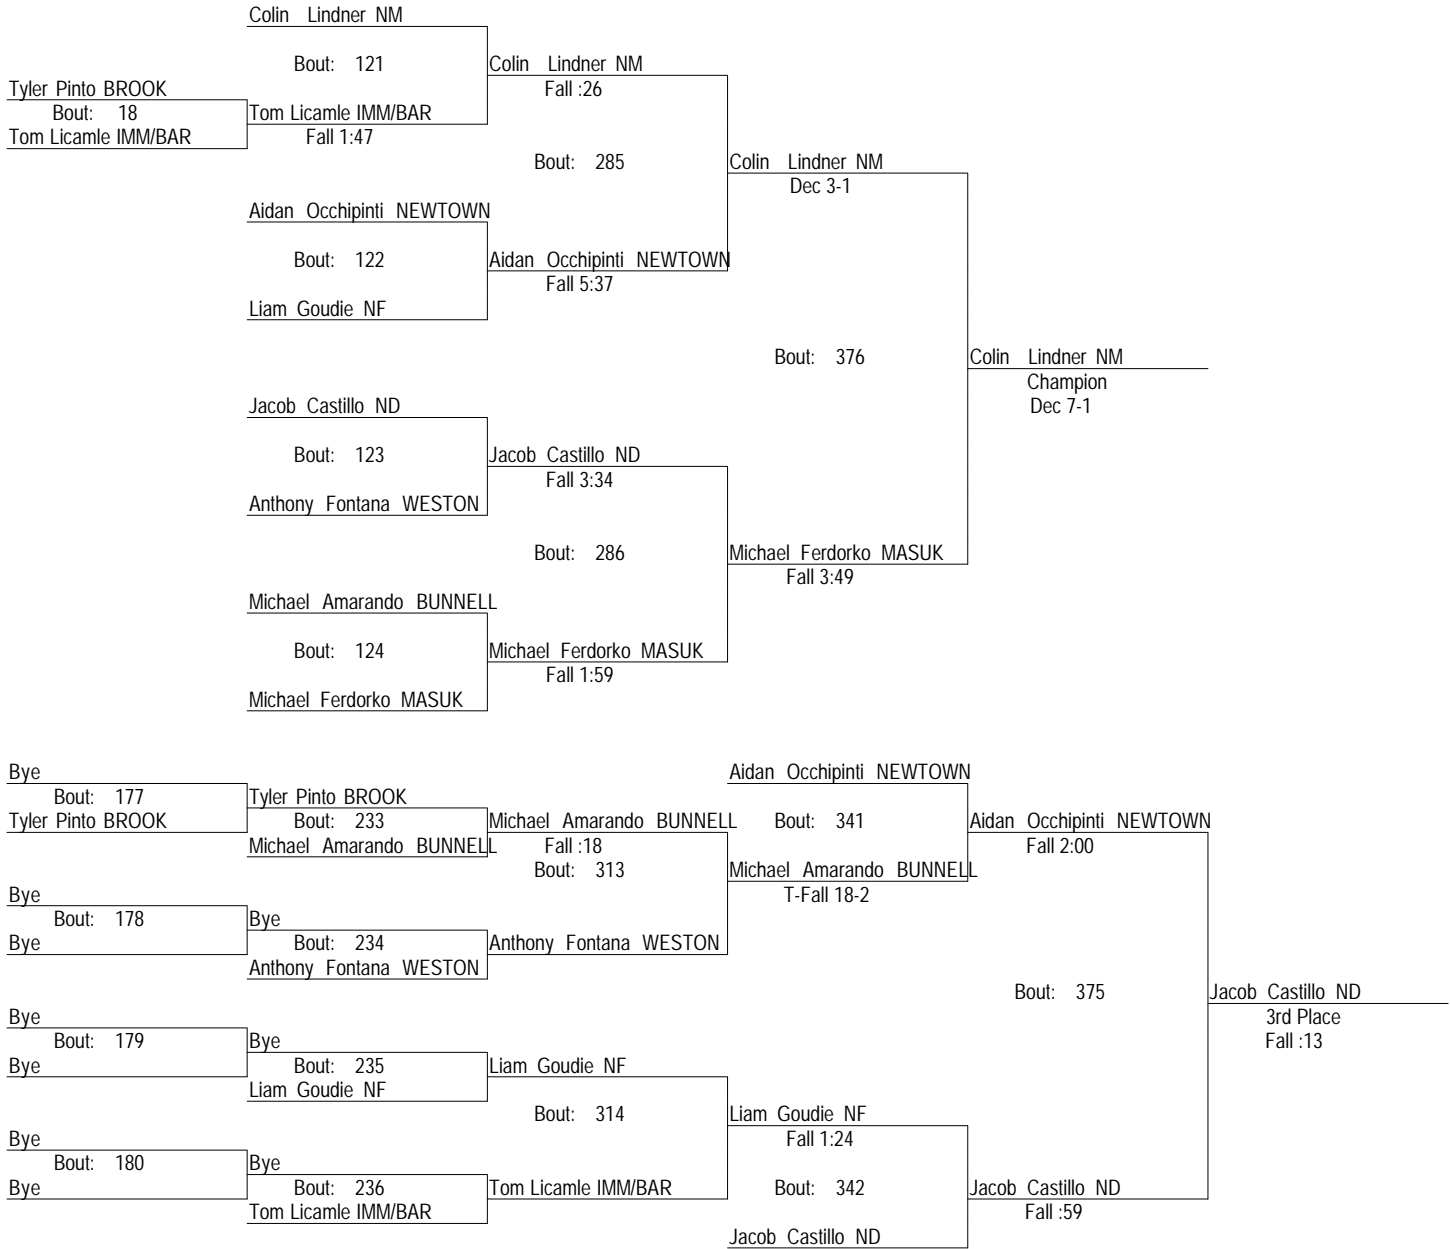 Colin Lindner NM
Bout: 121
Colin Lindner NM
Tyler Pinto BROOK
Fall :26
Bout: 18
Tom Licamle IMM/BAR
Tom Licamle IMM/BAR
Fall 1:47
Bout: 285
Colin Lindner NM
Dec 3-1
Aidan Occhipinti NEWTOWN
Bout: 122
Aidan Occhipinti NEWTOWN
Fall 5:37
Liam Goudie NF
Bout: 376
Colin Lindner NM
Champion
Dec 7-1
Jacob Castillo ND
Bout: 123
Jacob Castillo ND
Fall 3:34
Anthony Fontana WESTON
Bout: 286
Michael Ferdorko MASUK
Fall 3:49
Michael Amarando BUNNELL
Bout: 124
Michael Ferdorko MASUK
Fall 1:59
Michael Ferdorko MASUK
Bye
Aidan Occhipinti NEWTOWN
Bout: 177
Tyler Pinto BROOK
Tyler Pinto BROOK
Bout: 233
Michael Amarando BUNNELL
Bout: 341
Aidan Occhipinti NEWTOWN
Michael Amarando BUNNELL
Fall :18
Fall 2:00
Bout: 313
Michael Amarando BUNNELL
T-Fall 18-2
Bye
Bout: 178
Bye
Bye
Bout: 234
Anthony Fontana WESTON
Anthony Fontana WESTON
Bout: 375
Jacob Castillo ND
3rd Place
Fall :13
Bye
Bout: 179
Bye
Bye
Bout: 235
Liam Goudie NF
Liam Goudie NF
Bout: 314
Liam Goudie NF
Fall 1:24
Bye
Bout: 180
Bye
Bye
Bout: 236
Tom Licamle IMM/BAR
Bout: 342
Jacob Castillo ND
Tom Licamle IMM/BAR
Fall :59
Jacob Castillo ND